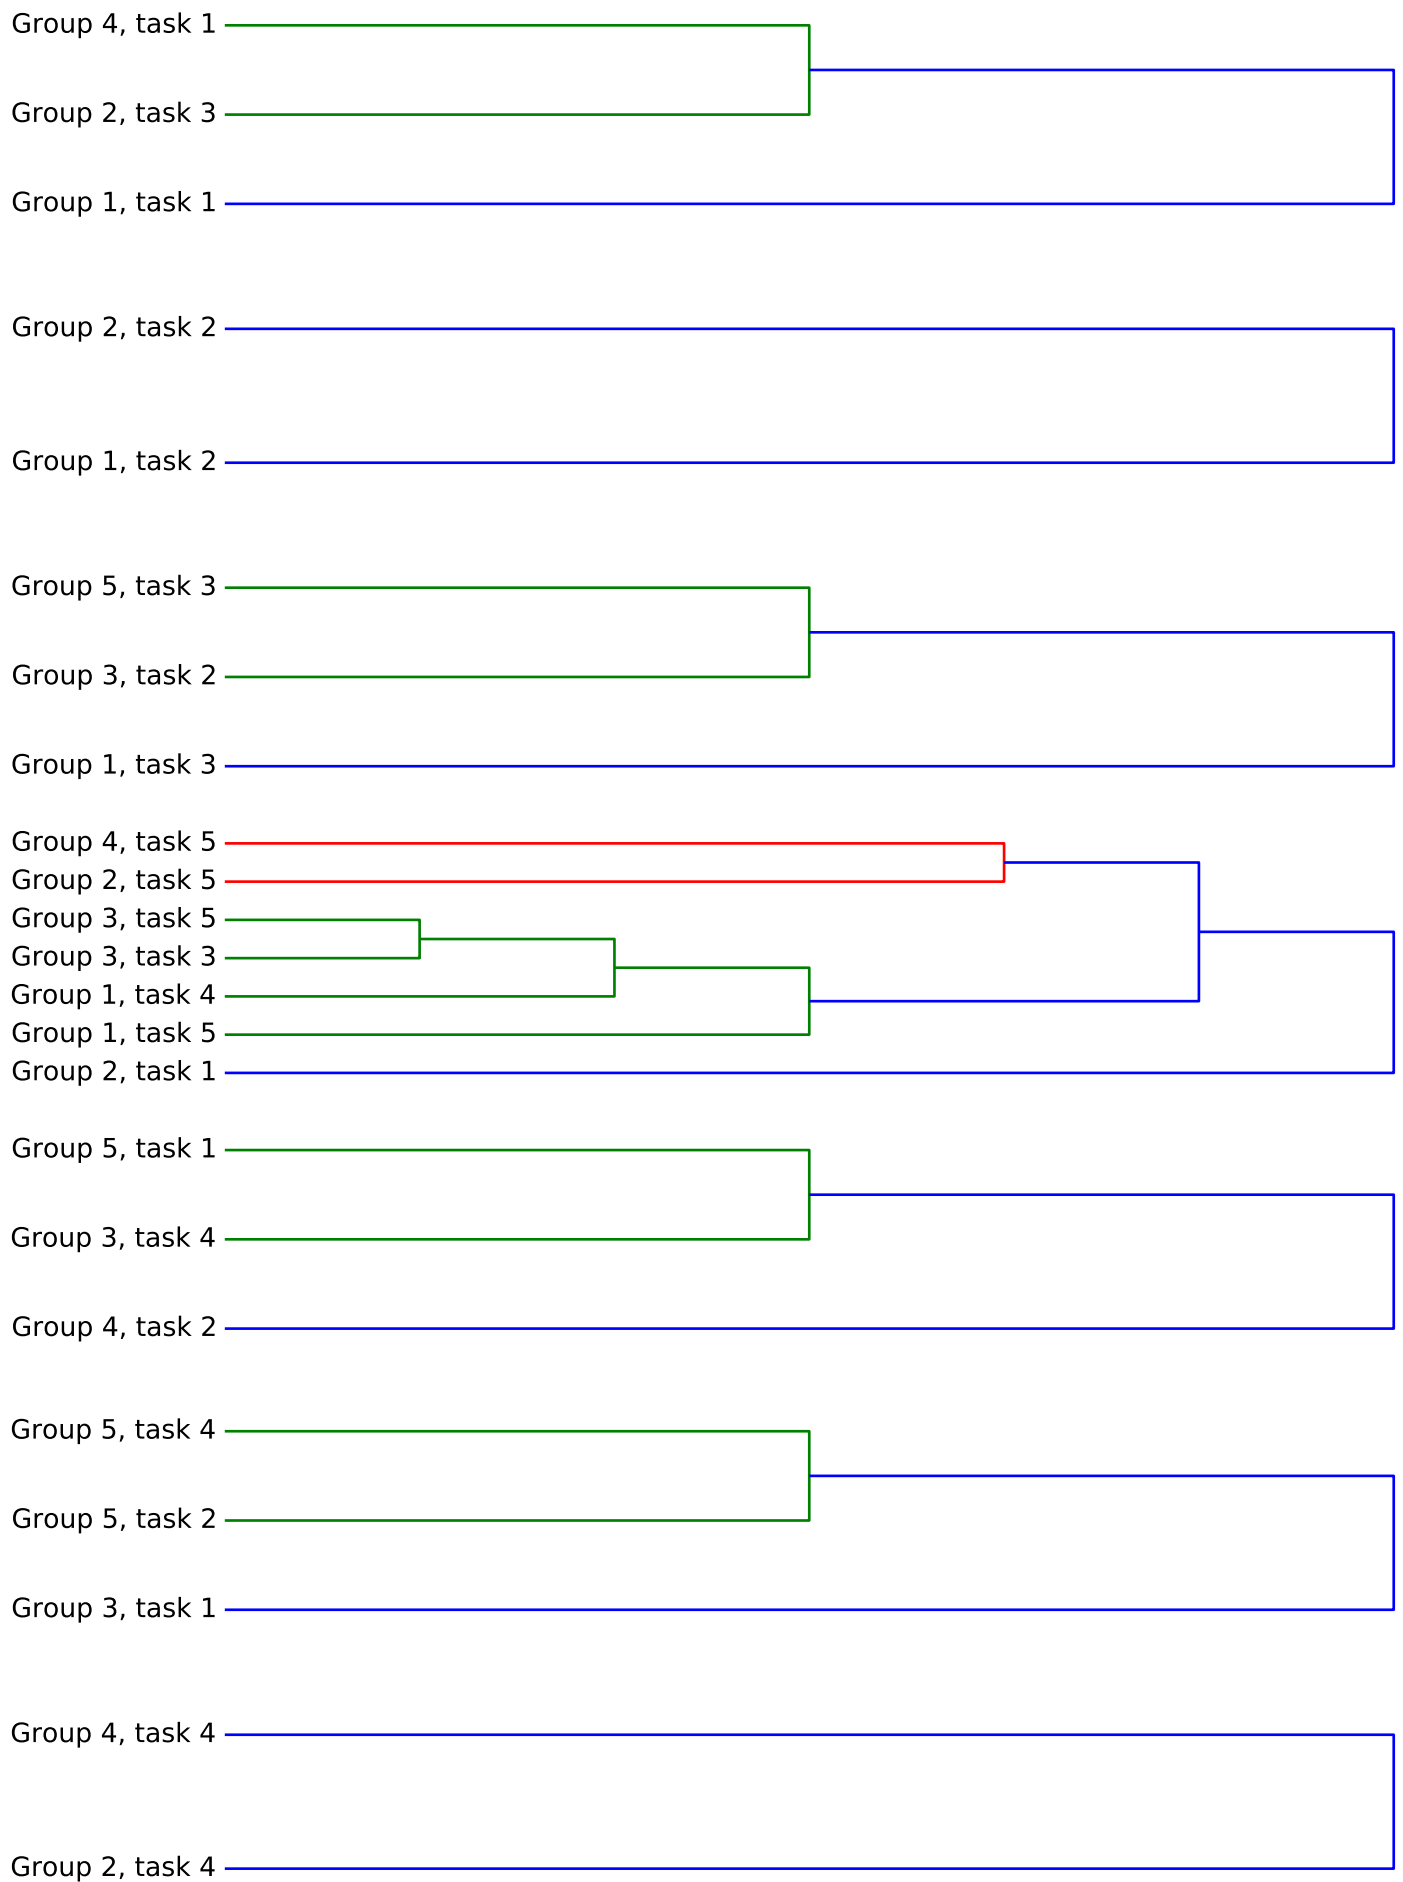 Group 4, task 1
Group 2, task 3
Group 1, task 1
Group 2, task 2
Group 1, task 2
Group 5, task 3
Group 3, task 2
Group 1, task 3
Group 4, task 5
Group 2, task 5
Group 3, task 5
Group 3, task 3
Group 1, task 4
Group 1, task 5
Group 2, task 1
Group 5, task 1
Group 3, task 4
Group 4, task 2
Group 5, task 4
Group 5, task 2
Group 3, task 1
Group 4, task 4
Group 2, task 4